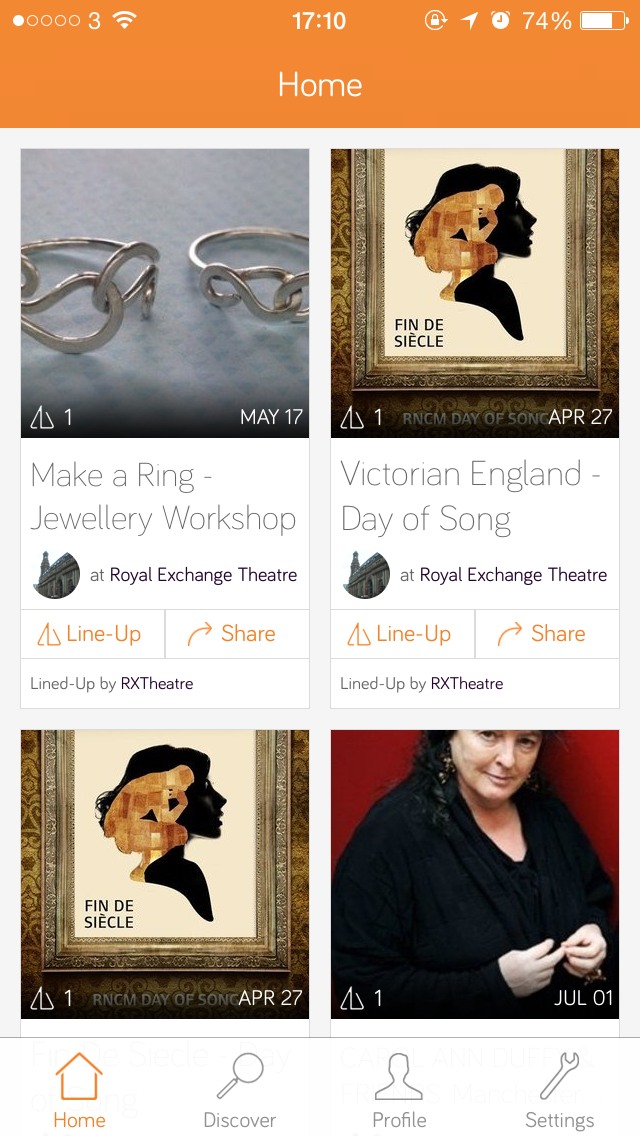 3 17:10 74%
Home
FIN DE
SIÈCLE
1 MAY 17
1 RNCM DAY OF SONG APR 27
Make a Ring -
Jewellery Workshop
Victorian England -
Day of Song
at Royal Exchange Theatre
at Royal Exchange Theatre
Line-Up Share
Line-Up Share
Lined-Up by RXTheatre
Lined-Up by RXTheatre
FIN DE
SIÈCLE
1 RNCM DAY OF SONG APR 27
1 JUL 01
Fin De Siecle - Day
of Song
CAROL ANN DUFFY &
FRIENDS Manchester
Home Discover Profile Settings